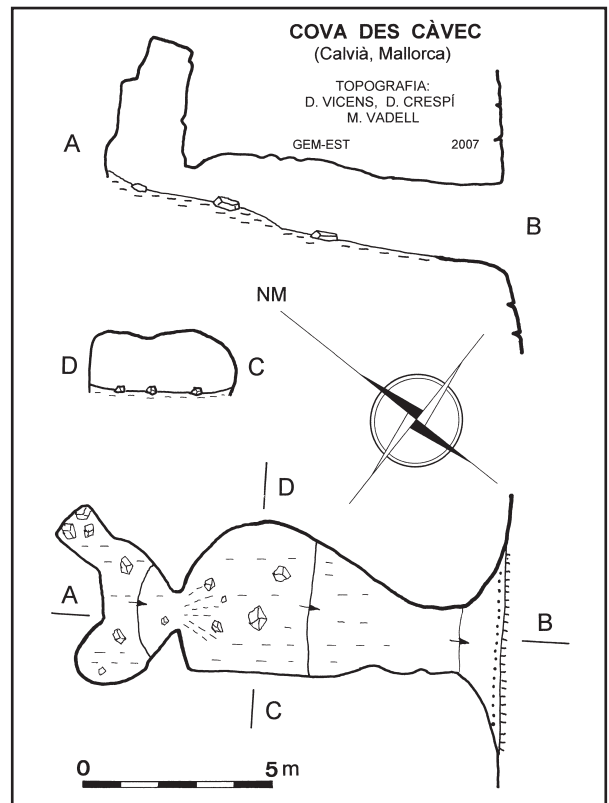 COVA DES CÀVEC
(Calvià, Mallorca)
TOPOGRAFIA:
D. VICENS, D. CRESPÍ
M. VADELL
GEM-EST 2007
A
B
NM
D C
D
A
B
C
0 5 m